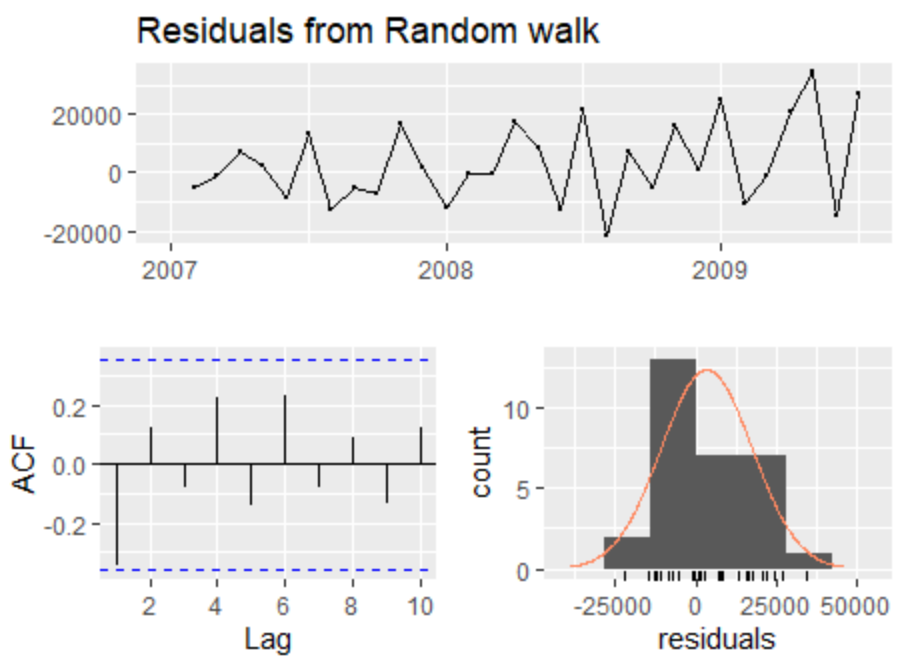 Residuals from Random walk
20000
0
-20000
2007 2008 2009
ACF
0.2
0.0
-0.2
2 4 6 8 10
Lag
count
10
5
0
-25000 0 25000 50000
residuals